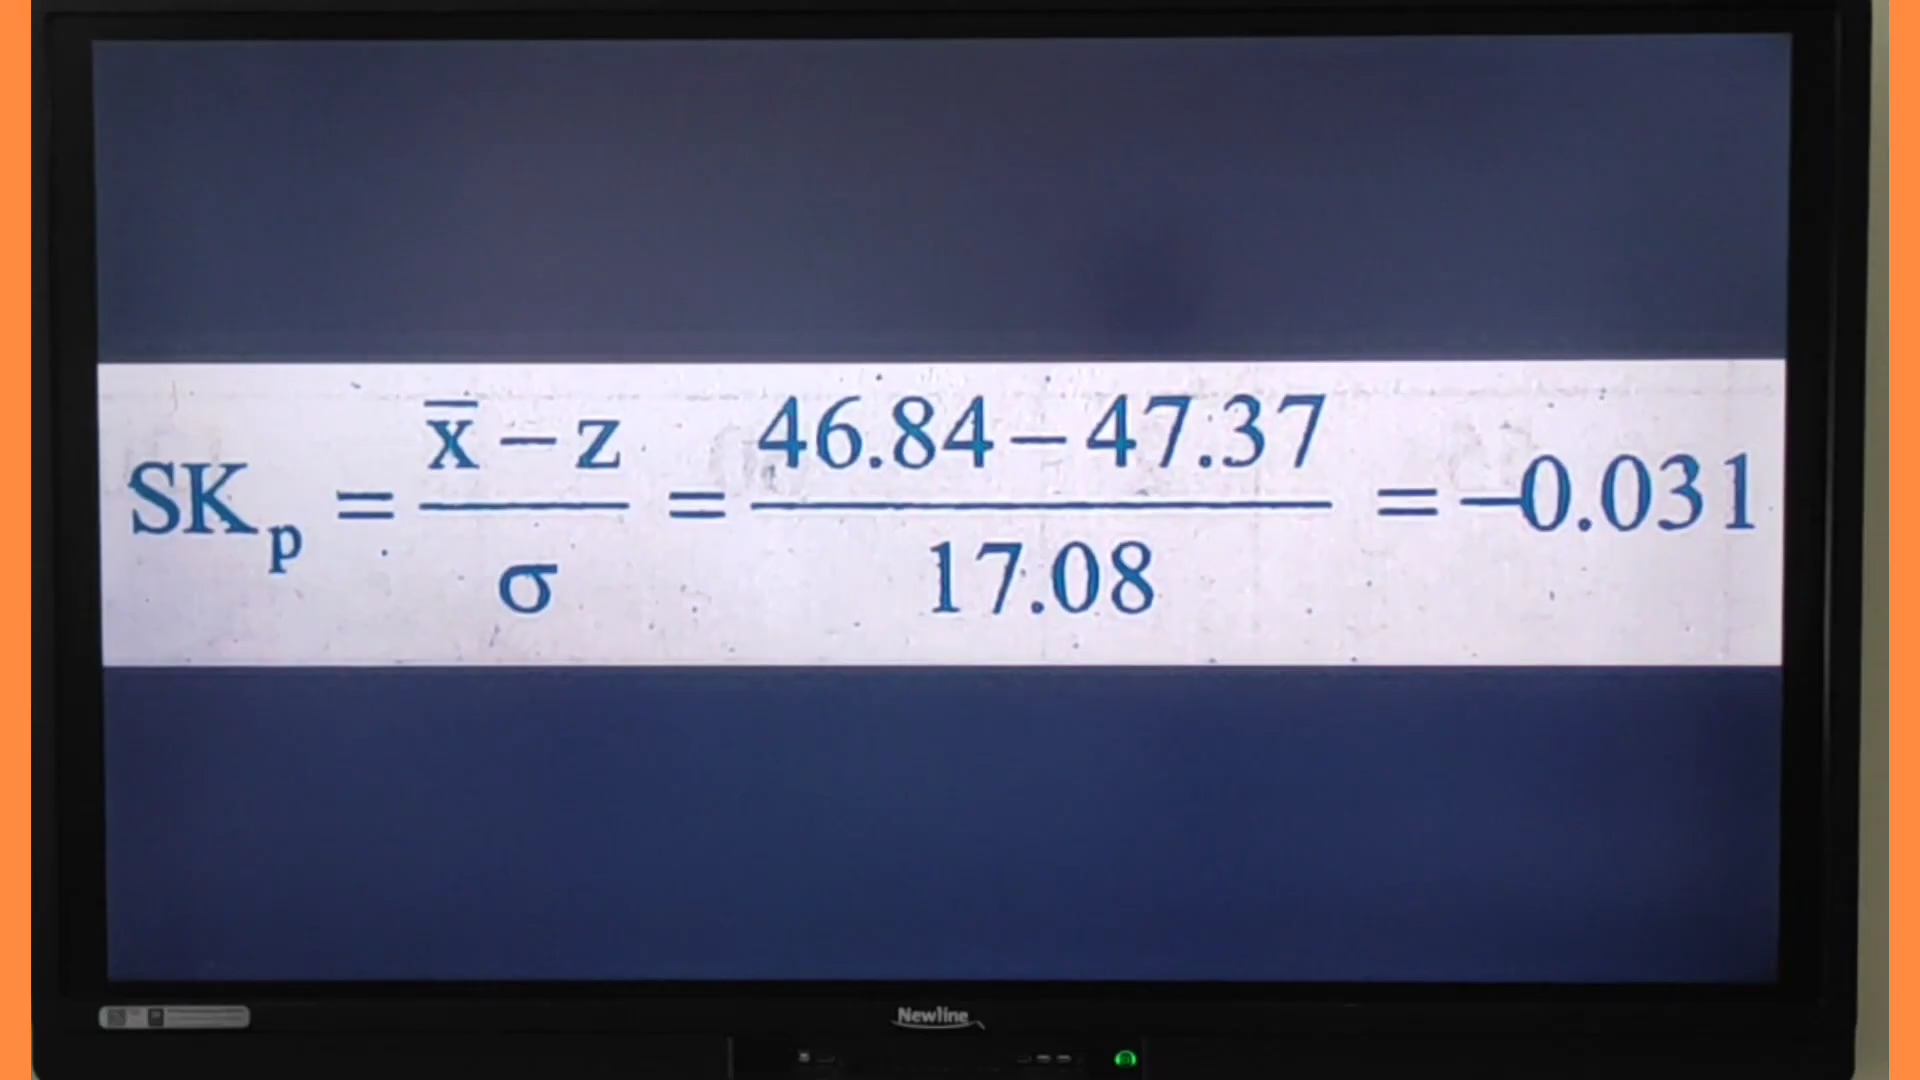 SKp = x̄ – z / σ = 46.84 – 47.37 / 17.08 = –0.031
Newline